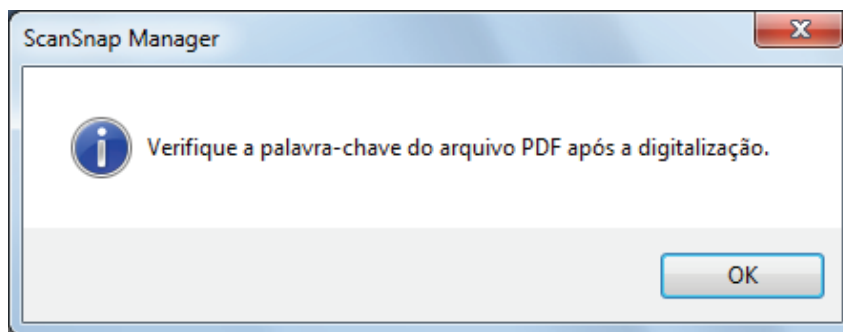 ScanSnap Manager
Verifique a palavra-chave do arquivo PDF após a digitalização.
OK